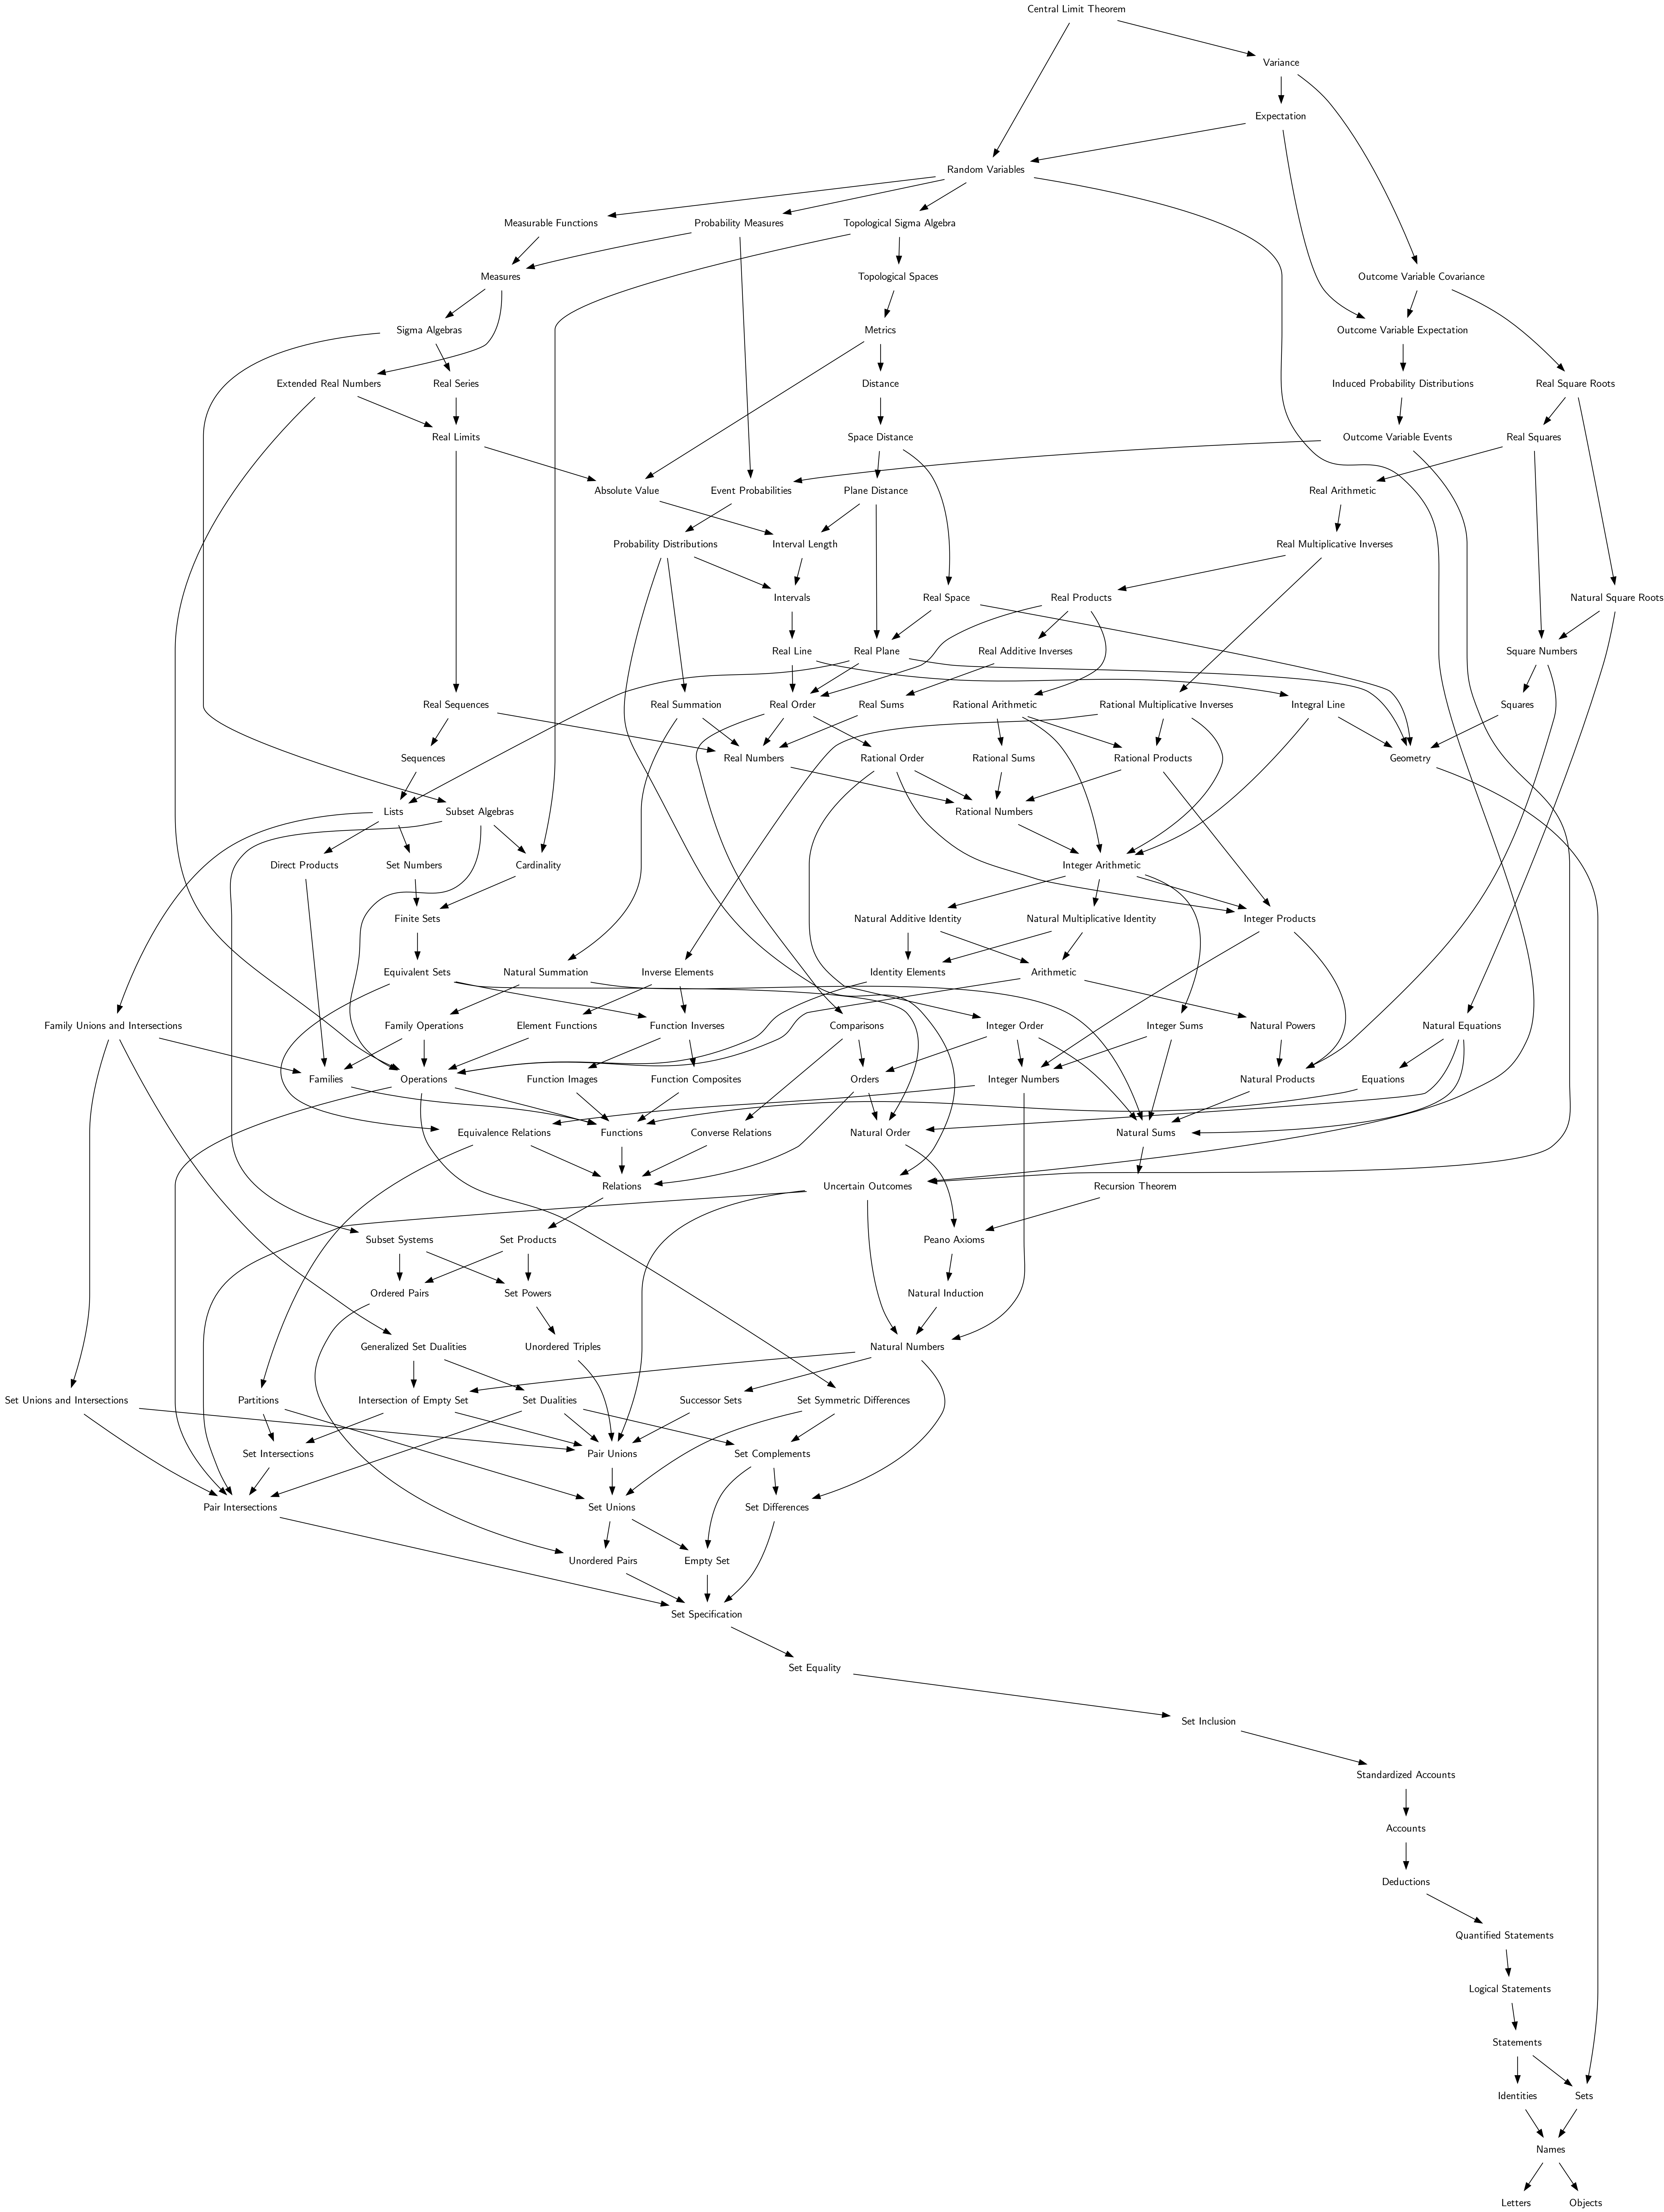 Central Limit Theorem
Variance
Expectation
Random Variables
Measurable Functions
Probability Measures
Topological Sigma Algebra
Measures
Topological Spaces
Outcome Variable Covariance
Sigma Algebras
Metrics
Outcome Variable Expectation
Extended Real Numbers
Real Series
Distance
Induced Probability Distributions
Real Square Roots
Real Limits
Space Distance
Outcome Variable Events
Real Squares
Absolute Value
Event Probabilities
Plane Distance
Real Arithmetic
Probability Distributions
Interval Length
Real Multiplicative Inverses
Intervals
Real Space
Real Products
Natural Square Roots
Real Line
Real Plane
Real Additive Inverses
Square Numbers
Real Sequences
Real Summation
Real Order
Real Sums
Rational Arithmetic
Rational Multiplicative Inverses
Integral Line
Squares
Sequences
Real Numbers
Rational Order
Rational Sums
Rational Products
Geometry
Lists
Subset Algebras
Rational Numbers
Direct Products
Set Numbers
Cardinality
Integer Arithmetic
Finite Sets
Natural Additive Identity
Natural Multiplicative Identity
Integer Products
Equivalent Sets
Natural Summation
Inverse Elements
Identity Elements
Arithmetic
Family Unions and Intersections
Family Operations
Element Functions
Function Inverses
Comparisons
Integer Order
Integer Sums
Natural Powers
Natural Equations
Families
Operations
Function Images
Function Composites
Orders
Integer Numbers
Natural Products
Equations
Equivalence Relations
Functions
Converse Relations
Natural Order
Natural Sums
Relations
Uncertain Outcomes
Recursion Theorem
Subset Systems
Set Products
Peano Axioms
Ordered Pairs
Set Powers
Natural Induction
Generalized Set Dualities
Unordered Triples
Natural Numbers
Set Unions and Intersections
Partitions
Intersection of Empty Set
Set Dualities
Successor Sets
Set Symmetric Differences
Set Intersections
Pair Unions
Set Complements
Pair Intersections
Set Unions
Set Differences
Unordered Pairs
Empty Set
Set Specification
Set Equality
Set Inclusion
Standardized Accounts
Accounts
Deductions
Quantified Statements
Logical Statements
Statements
Identities
Sets
Names
Letters
Objects